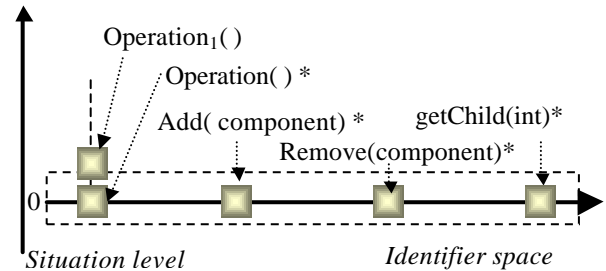 Operation₁( )
Operation( ) *
Add( component) *
getChild(int)*
Remove(component)*
0
Situation level
Identifier space